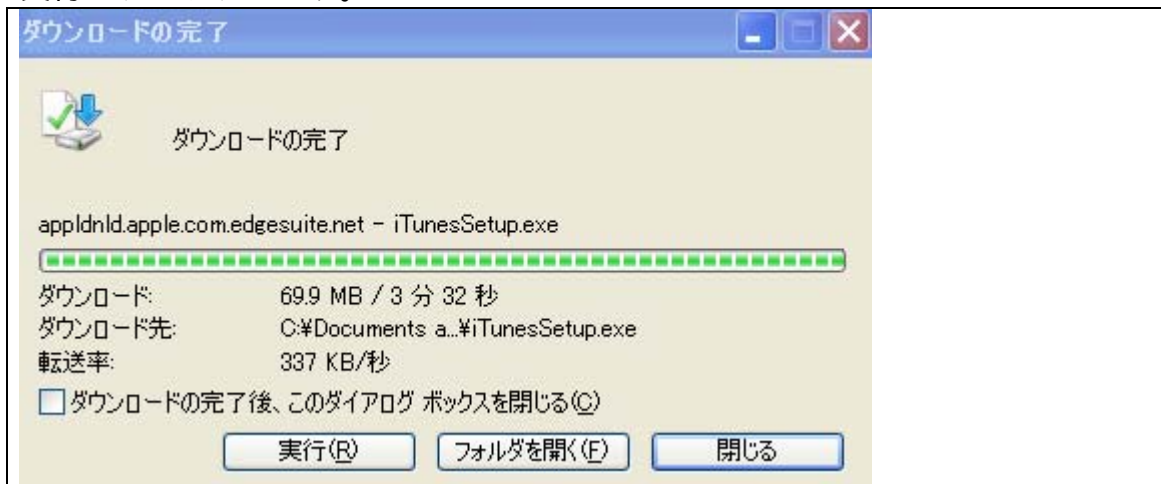 ダウンロードの完了
ダウンロードの完了
appldnld.apple.com.edgesuite.net - iTunesSetup.exe
ダウンロード: 69.9 MB / 3 分 32 秒
ダウンロード先: C:¥Documents a...¥iTunesSetup.exe
転送率: 337 KB/秒
ダウンロードの完了後、このダイアログ ボックスを閉じる(C)
実行(R) フォルダを開く(F) 閉じる